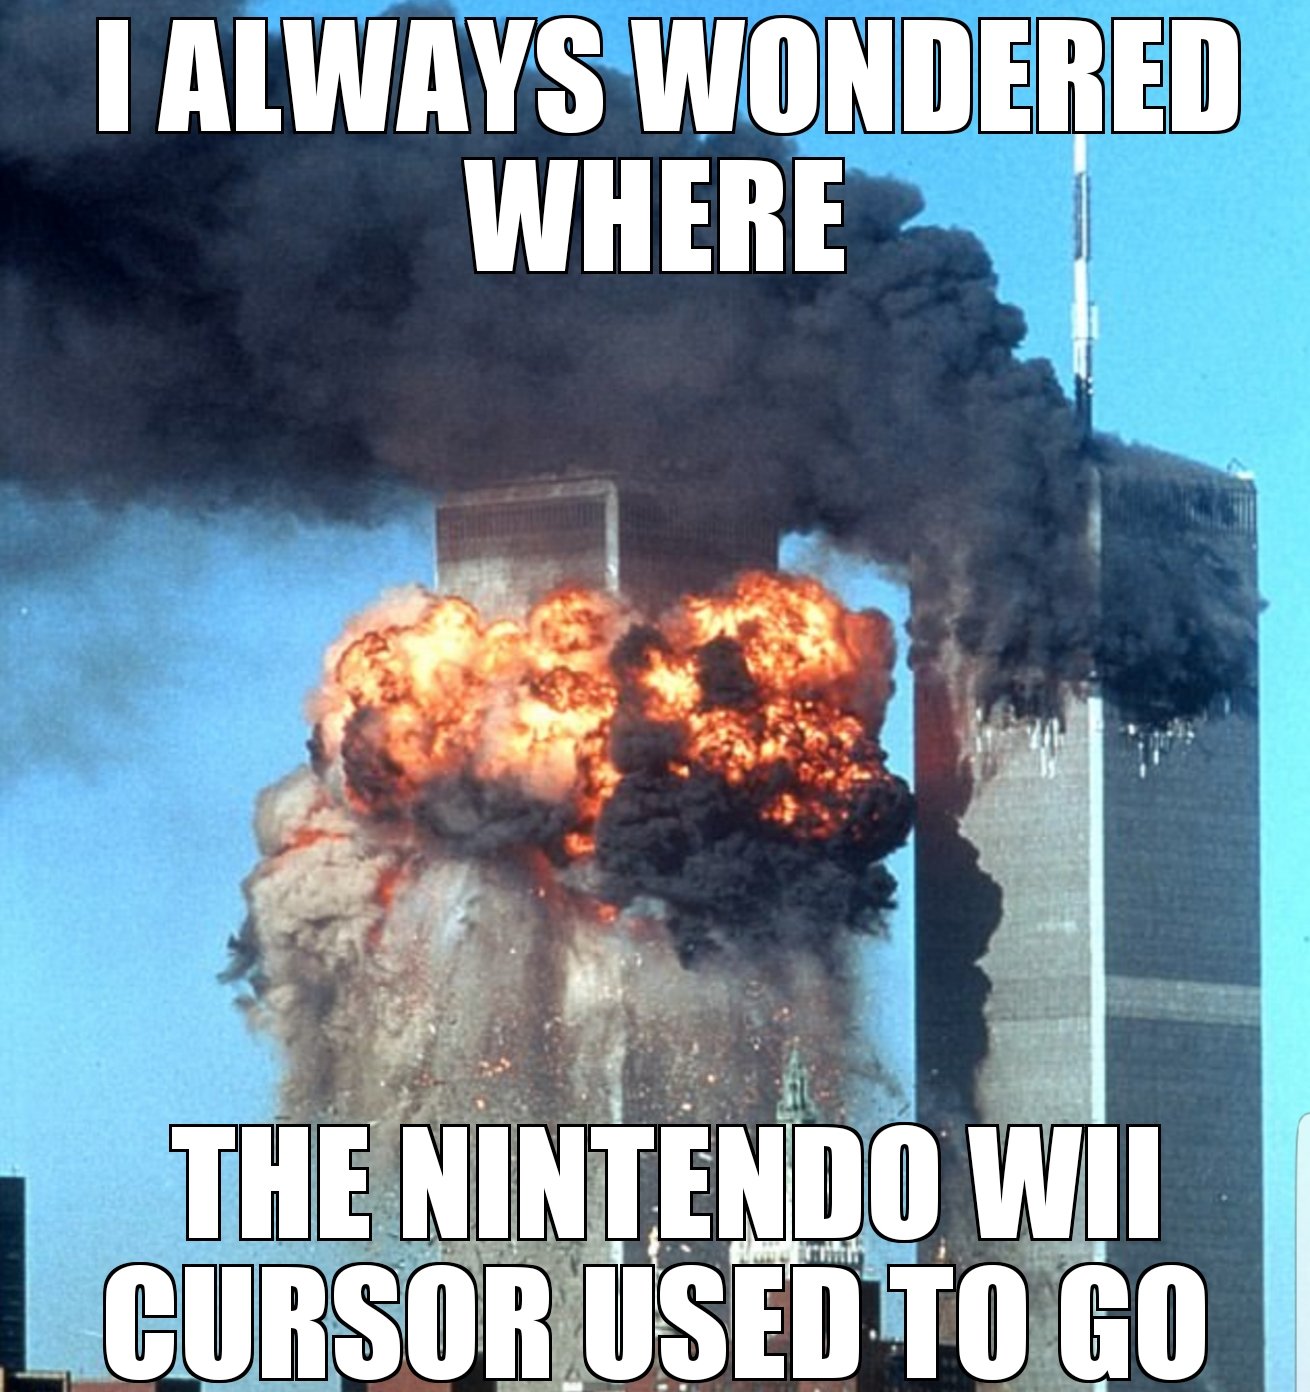 I ALWAYS WONDERED
WHERE
THE NINTENDO WII
CURSOR USED TO GO